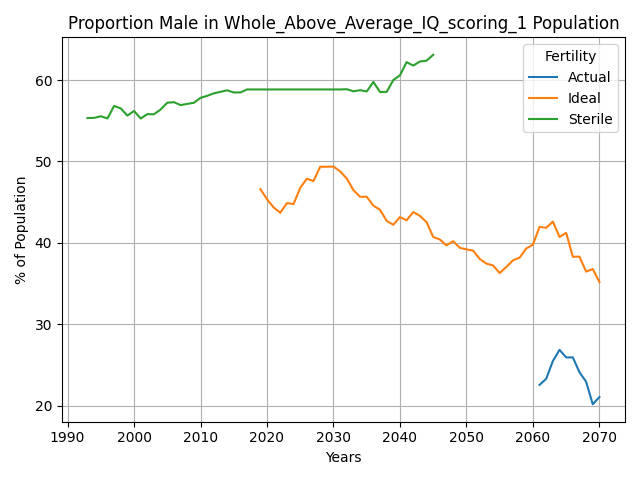 Proportion Male in Whole_Above_Average_IQ_scoring_1 Population
Fertility
Actual
Ideal
Sterile
% of Population
60
50
40
30
20
1990 2000 2010 2020 2030 2040 2050 2060 2070
Years